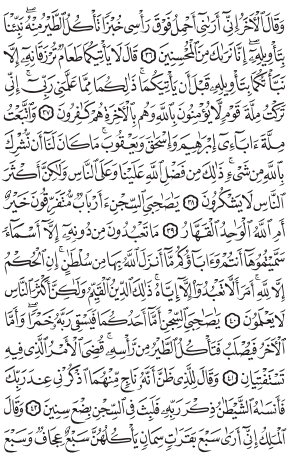 وَقَالَ ٱلْآخَرُ إِنِّىٓ أَرَىٰنِىٓ أَحْمِلُ فَوْقَ رَأْسِى خُبْزًا تَأْكُلُ ٱلطَّيْرُ مِنْهُ ۖ نَبِّئْنَا
بِتَأْوِيلِهِۦٓ ۖ إِنَّا نَرَىٰكَ مِنَ ٱلْمُحْسِنِينَ ٣٦ قَالَ لَا يَأْتِيكُمَا طَعَامٌ تُرْزَقَانِهِۦٓ إِلَّا
نَبَّأْتُكُمَا بِتَأْوِيلِهِۦ قَبْلَ أَن يَأْتِيَكُمَا ۚ ذَٰلِكُمَا مِمَّا عَلَّمَنِى رَبِّىٓ ۚ إِنِّى
تَرَكْتُ مِلَّةَ قَوْمٍ لَّا يُؤْمِنُونَ بِٱللَّهِ وَهُم بِٱلْآخِرَةِ هُمْ كَٰفِرُونَ ٣٧ وَٱتَّبَعْتُ
مِلَّةَ ءَابَآءِىٓ إِبْرَٰهِيمَ وَإِسْحَٰقَ وَيَعْقُوبَ ۚ مَا كَانَ لَنَآ أَن نُّشْرِكَ
بِٱللَّهِ مِن شَىْءٍ ۚ ذَٰلِكَ مِن فَضْلِ ٱللَّهِ عَلَيْنَا وَعَلَى ٱلنَّاسِ وَلَٰكِنَّ أَكْثَرَ
ٱلنَّاسِ لَا يَشْكُرُونَ ٣٨ يَٰصَىٰحِبَىِ ٱلسِّجْنِ ءَأَرْبَابٌ مُّتَفَرِّقُونَ خَيْرٌ
أَمِ ٱللَّهُ ٱلْوَٰحِدُ ٱلْقَهَّارُ ٣٩ مَا تَعْبُدُونَ مِن دُونِهِۦٓ إِلَّآ أَسْمَآءً
سَمَّيْتُمُوهَآ أَنتُمْ وَءَابَآؤُكُم مَّآ أَنزَلَ ٱللَّهُ بِهَا مِن سُلْطَٰنٍ ۚ إِنِ ٱلْحُكْمُ
إِلَّا لِلَّهِ ۚ أَمَرَ أَلَّا تَعْبُدُوٓا۟ إِلَّآ إِيَّاهُ ۚ ذَٰلِكَ ٱلدِّينُ ٱلْقَيِّمُ وَلَٰكِنَّ أَكْثَرَ ٱلنَّاسِ
لَا يَعْلَمُونَ ٤٠ يَٰصَىٰحِبَىِ ٱلسِّجْنِ أَمَّآ أَحَدُكُمَا فَيَسْقِى رَبَّهُۥ خَمْرًا ۖ وَأَمَّا
ٱلْآخَرُ فَيُصْلَبُ فَتَأْكُلُ ٱلطَّيْرُ مِن رَّأْسِهِۦ ۚ قُضِىَ ٱلْأَمْرُ ٱلَّذِى فِيهِ
تَسْتَفْتِيَانِ ٤١ وَقَالَ لِلَّذِى ظَنَّ أَنَّهُۥ نَاجٍ مِّنْهُمَا ٱذْكُرْنِى عِندَ رَبِّكَ
فَأَنسَىٰهُ ٱلشَّيْطَٰنُ ذِكْرَ رَبِّهِۦ فَلَبِثَ فِى ٱلسِّجْنِ بِضْعَ سِنِينَ ٤٢ وَقَالَ
ٱلْمَلِكُ إِنِّىٓ أَرَىٰ سَبْعَ بَقَرَٰتٍ سِمَانٍ يَأْكُلُهُنَّ سَبْعٌ عِجَافٌ وَسَبْعَ